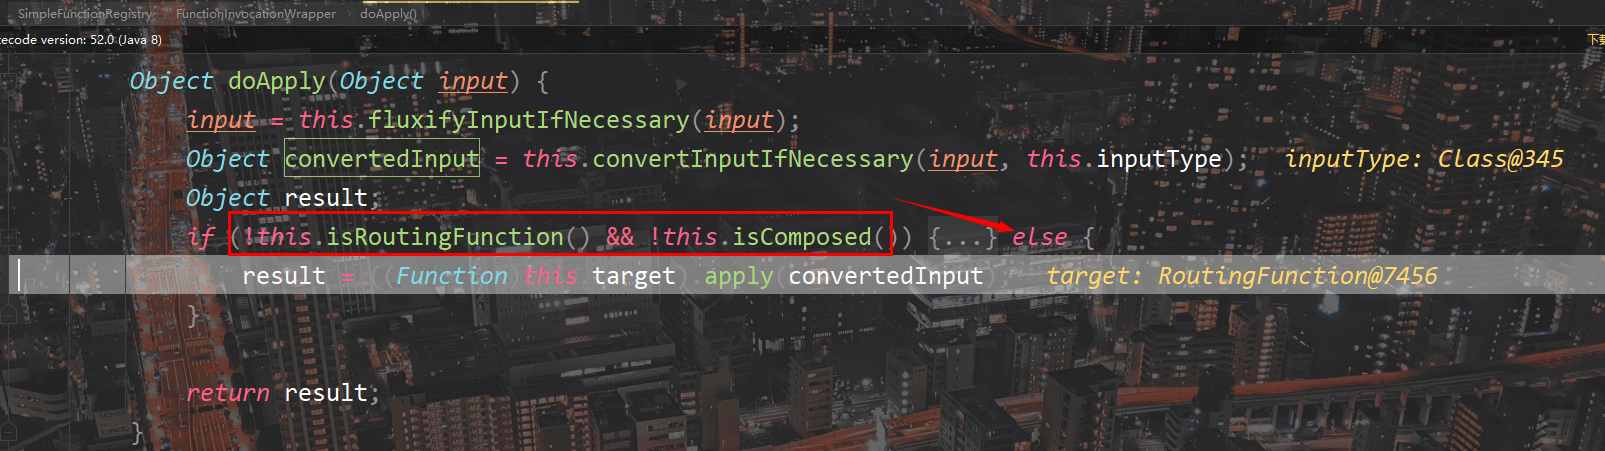 SimpleFunctionRegistry › FunctionInvocationWrapper › doApply()
tecode version: 52.0 (Java 8)
Object doApply(Object input) {
input = this.fluxifyInputIfNecessary(input);
Object convertedInput = this.convertInputIfNecessary(input, this.inputType); inputType: Class@345
Object result;
if (!this.isRoutingFunction() && !this.isComposed()) {...} else {
result = ((Function)this.target).apply(convertedInput); target: RoutingFunction@7456
}
return result;
}